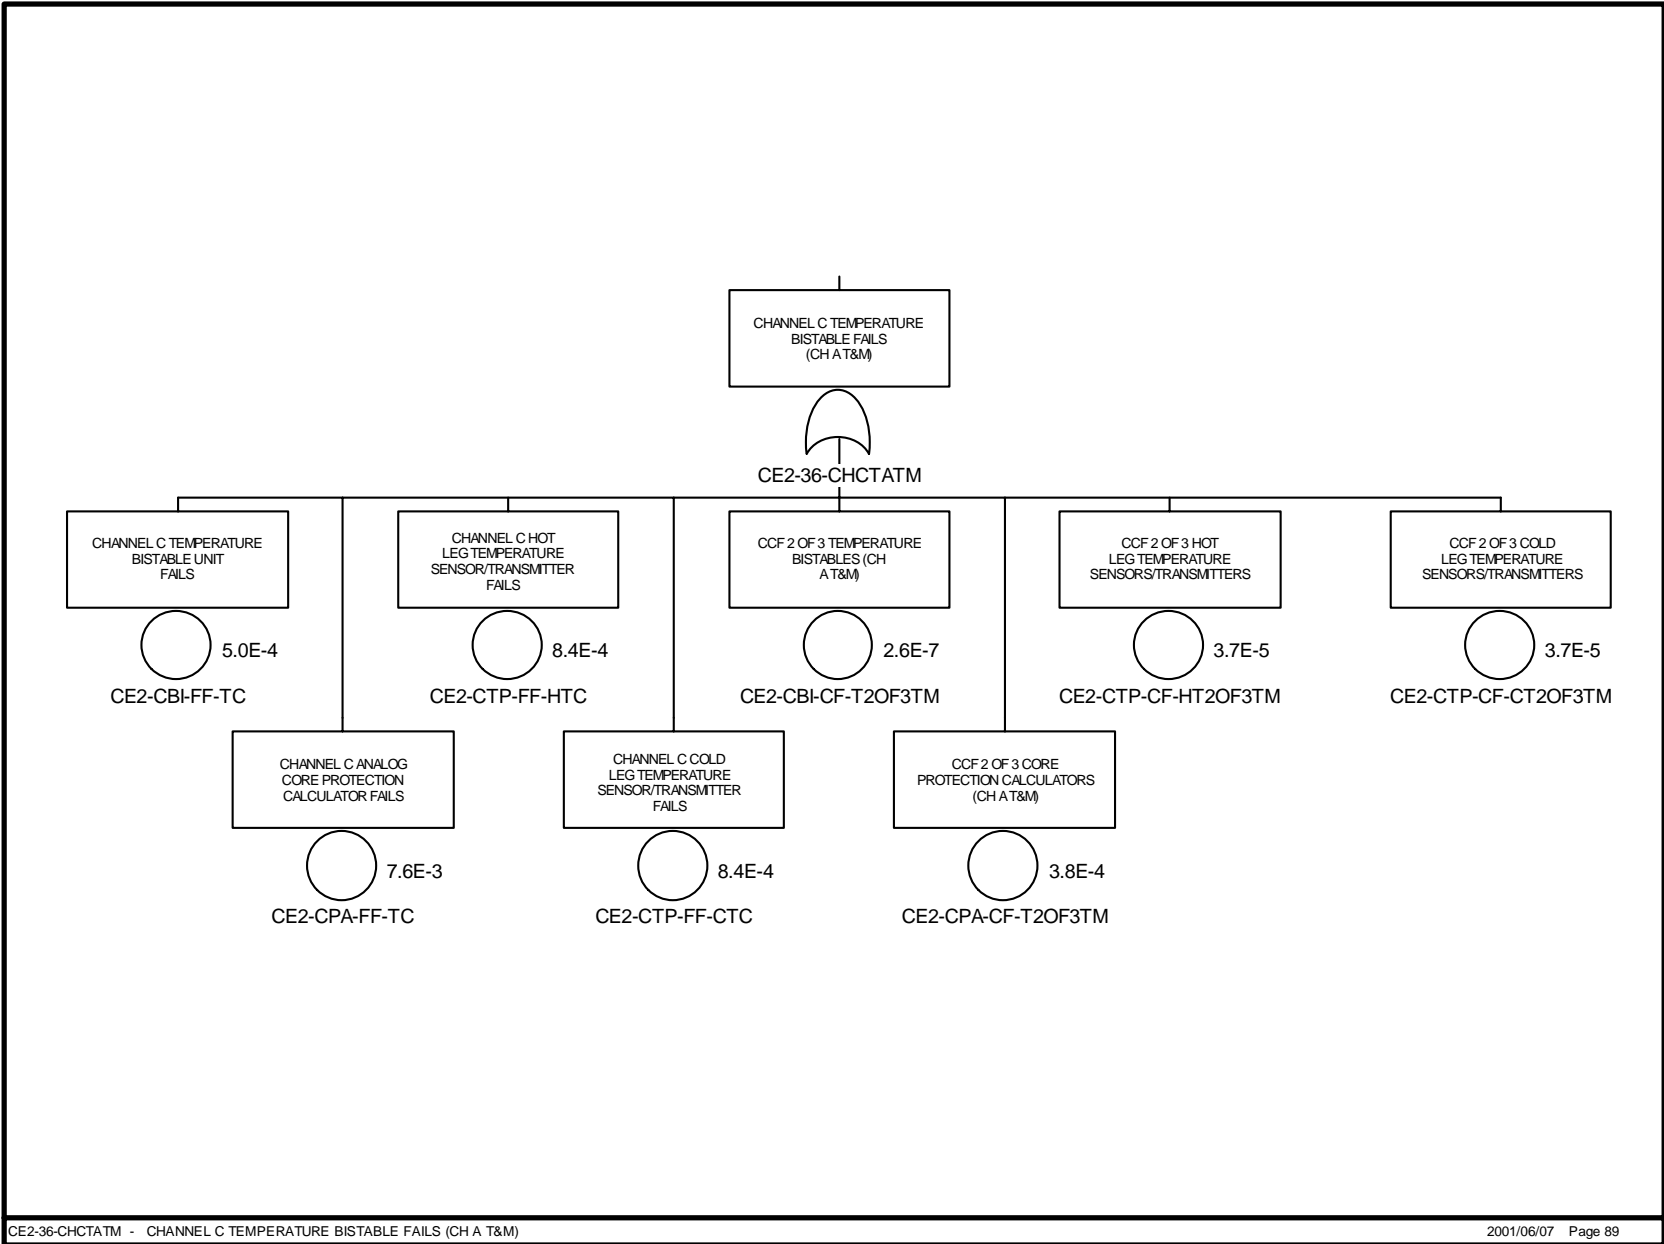 CHANNEL C TEMPERATURE
BISTABLE FAILS
(CH A T&M)
CE2-36-CHCTATM
CHANNEL C TEMPERATURE
BISTABLE UNIT
FAILS
5.0E-4
CE2-CBI-FF-TC
CHANNEL C HOT
LEG TEMPERATURE
SENSOR/TRANSMITTER
FAILS
8.4E-4
CE2-CTP-FF-HTC
CCF 2 OF 3 TEMPERATURE
BISTABLES (CH
A T&M)
2.6E-7
CE2-CBI-CF-T2OF3TM
CCF 2 OF 3 HOT
LEG TEMPERATURE
SENSORS/TRANSMITTERS
3.7E-5
CE2-CTP-CF-HT2OF3TM
CCF 2 OF 3 COLD
LEG TEMPERATURE
SENSORS/TRANSMITTERS
3.7E-5
CE2-CTP-CF-CT2OF3TM
CHANNEL C ANALOG
CORE PROTECTION
CALCULATOR FAILS
7.6E-3
CE2-CPA-FF-TC
CHANNEL C COLD
LEG TEMPERATURE
SENSOR/TRANSMITTER
FAILS
8.4E-4
CE2-CTP-FF-CTC
CCF 2 OF 3 CORE
PROTECTION CALCULATORS
(CH A T&M)
3.8E-4
CE2-CPA-CF-T2OF3TM
CE2-36-CHCTATM - CHANNEL C TEMPERATURE BISTABLE FAILS (CH A T&M)
2001/06/07 Page 89